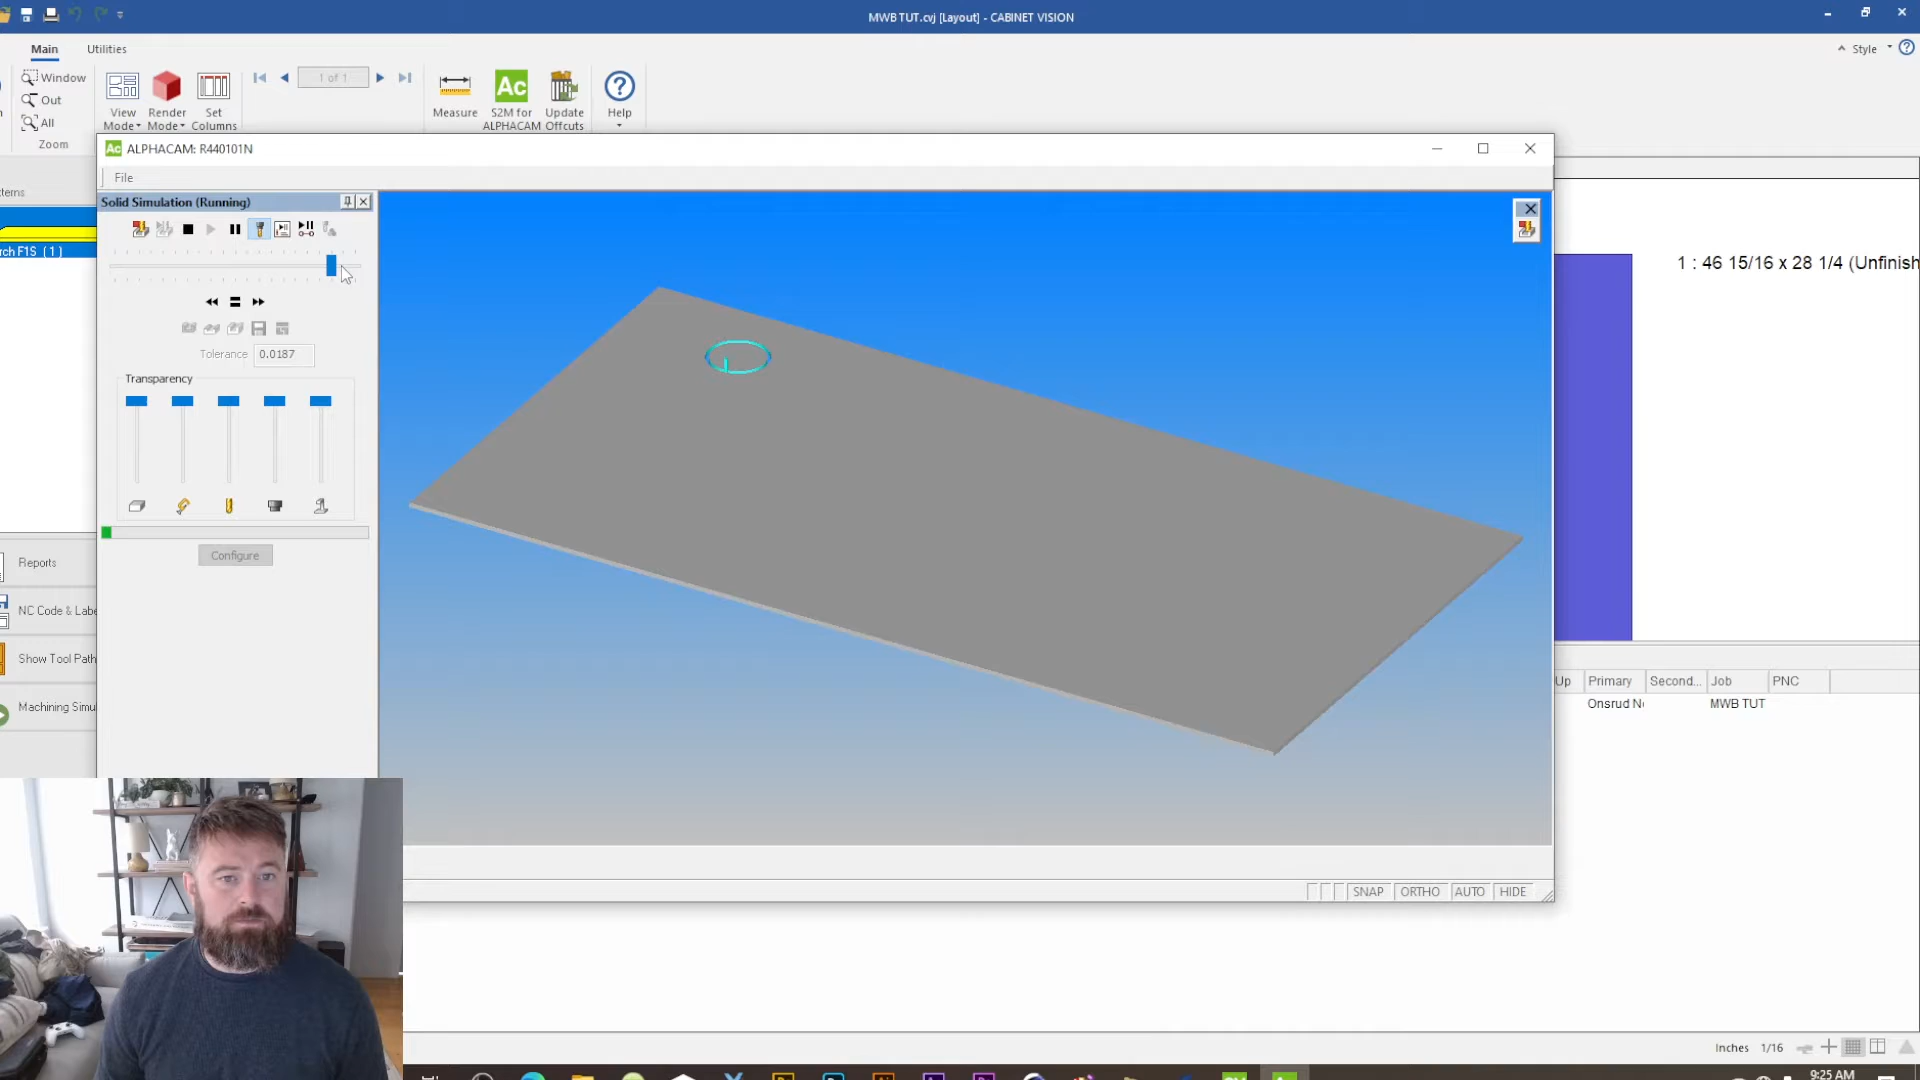 MWB TUT.cvj [Layout] - CABINET VISION
Main
Utilities
Style
Window
Out
All
Zoom
View
Mode
Render
Mode
Set
Columns
1 of 1
Measure
Ac
S2M for
ALPHACAM
Update
Offcuts
Help
Ac ALPHACAM: R440101N
File
Solid Simulation (Running)
Tolerance 0.0187
Transparency
Configure
Reports
NC Code & Labe
Show Tool Path
Machining Simu
1 : 46 15/16 x 28 1/4 (Unfinish
Up
Primary
Second...
Job
PNC
MWB TUT
SNAP
ORTHO
AUTO
HIDE
Inches
1/16
9:25 AM